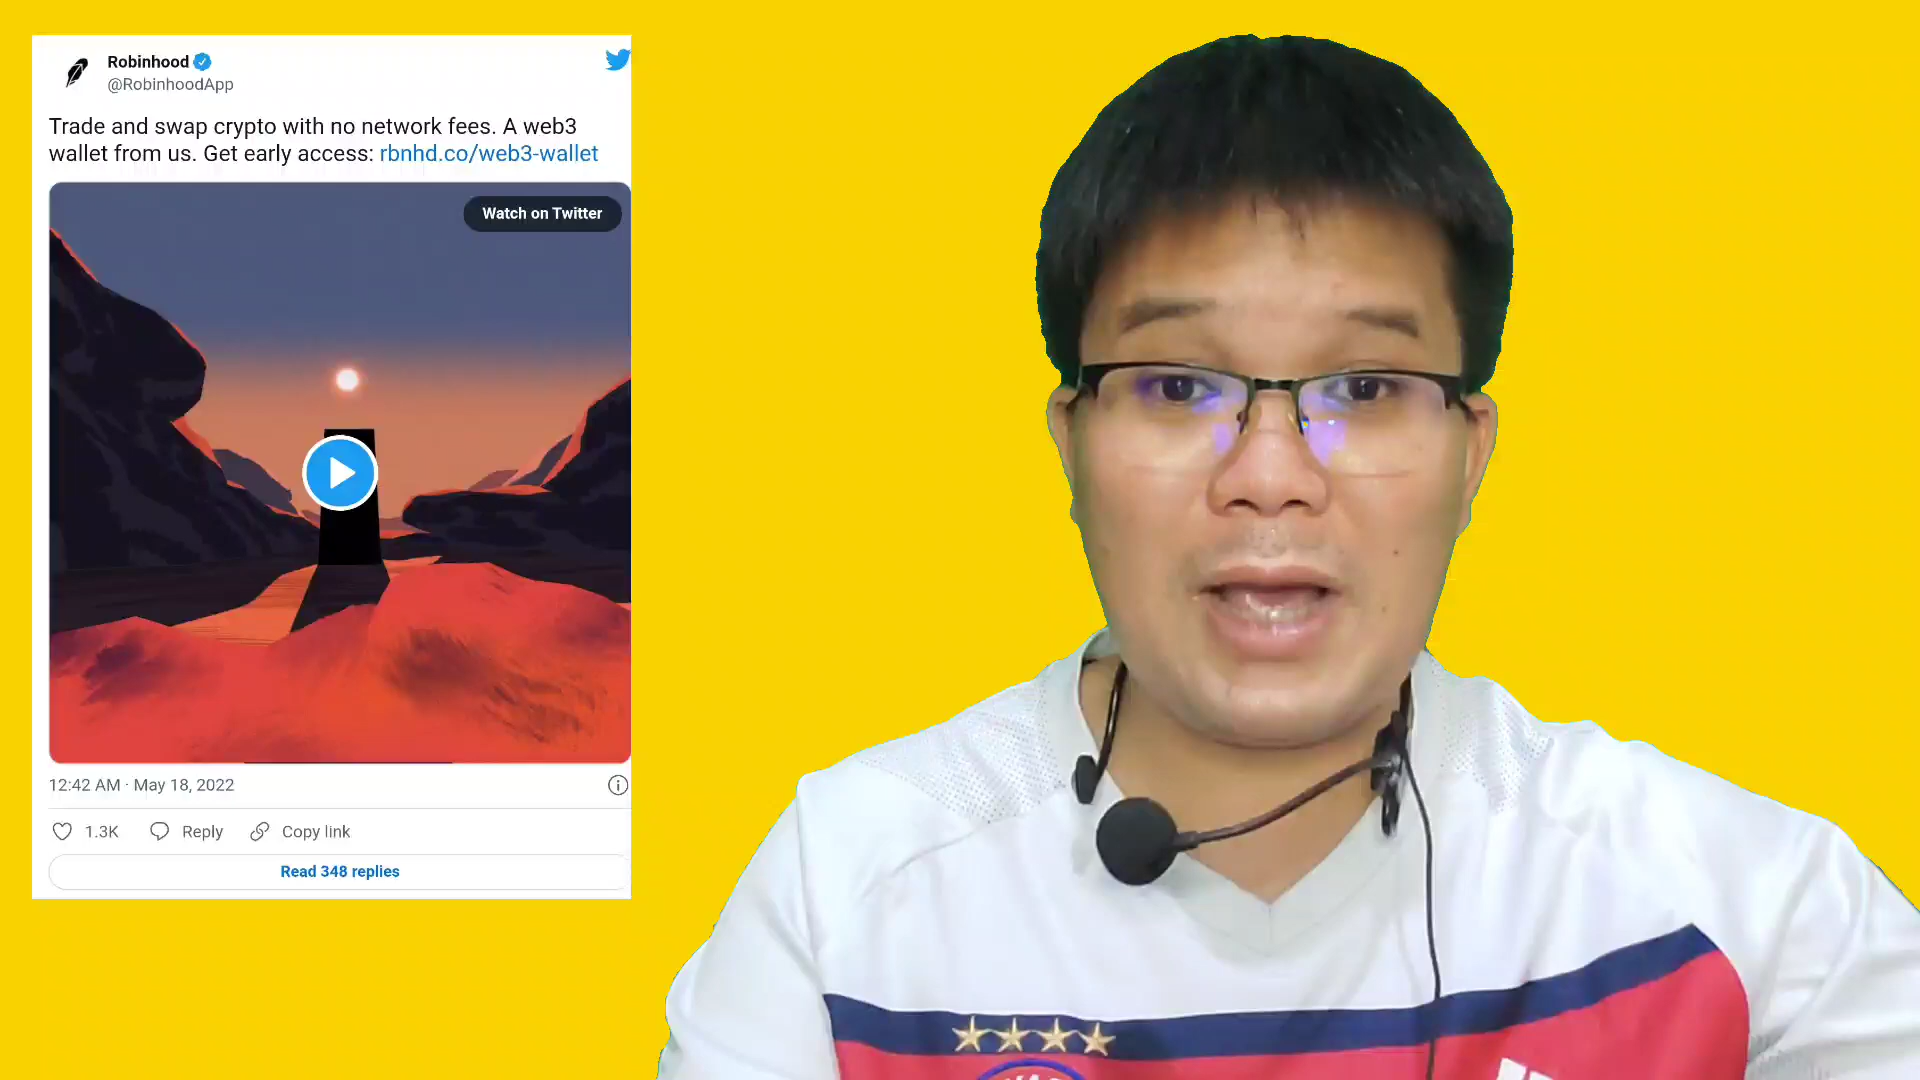 Robinhood
@RobinhoodApp
Trade and swap crypto with no network fees. A web3
wallet from us. Get early access: rbnhd.co/web3-wallet
Watch on Twitter
12:42 AM · May 18, 2022
1.3K Reply Copy link
Read 348 replies